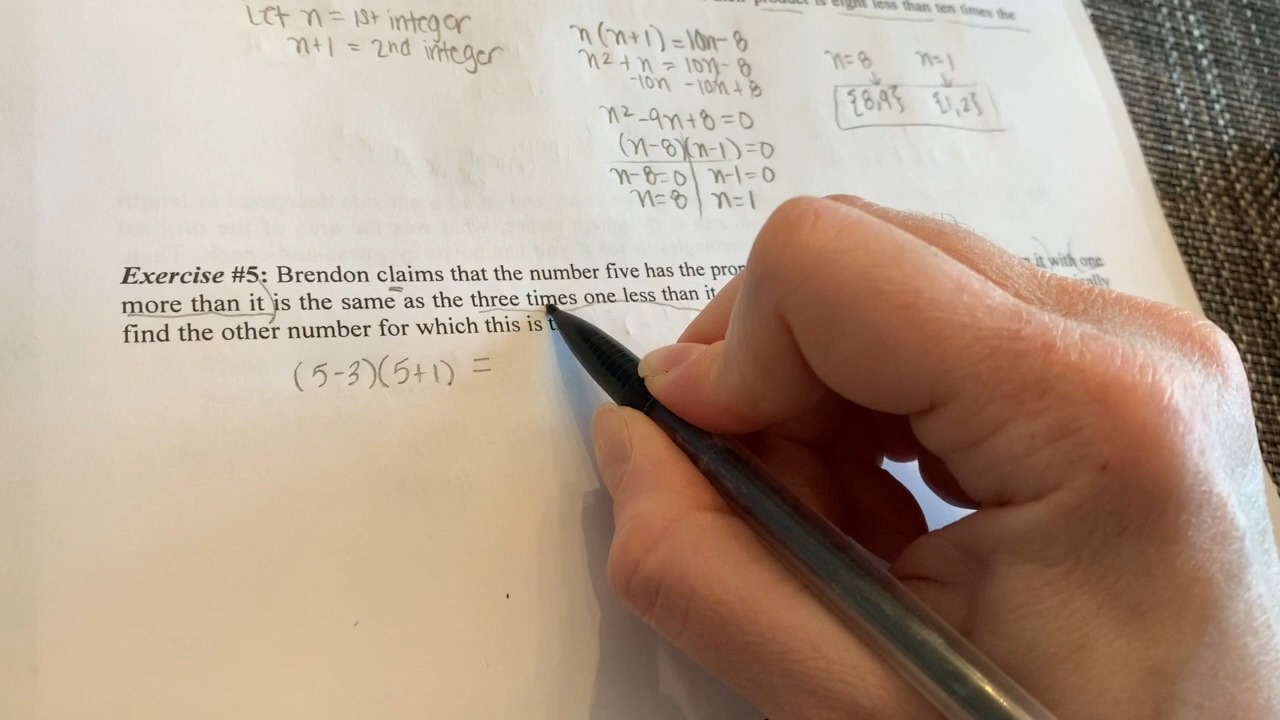 product is eight less than ten times the
Let n = 1st integer
n+1 = 2nd integer
n(n+1)=10n-8
n²+n = 10n-8
-10n -10n+8
n²-9n+8=0
(n-8)(n-1)=0
n-8=0 | n-1=0
n=8 | n=1
n=8 n=1
{8,9} {1,2}
Exercise #5: Brendon claims that the number five has the it with one
more than it is the same as the three times one less than it
find the other number for which this is
(5-3)(5+1) =